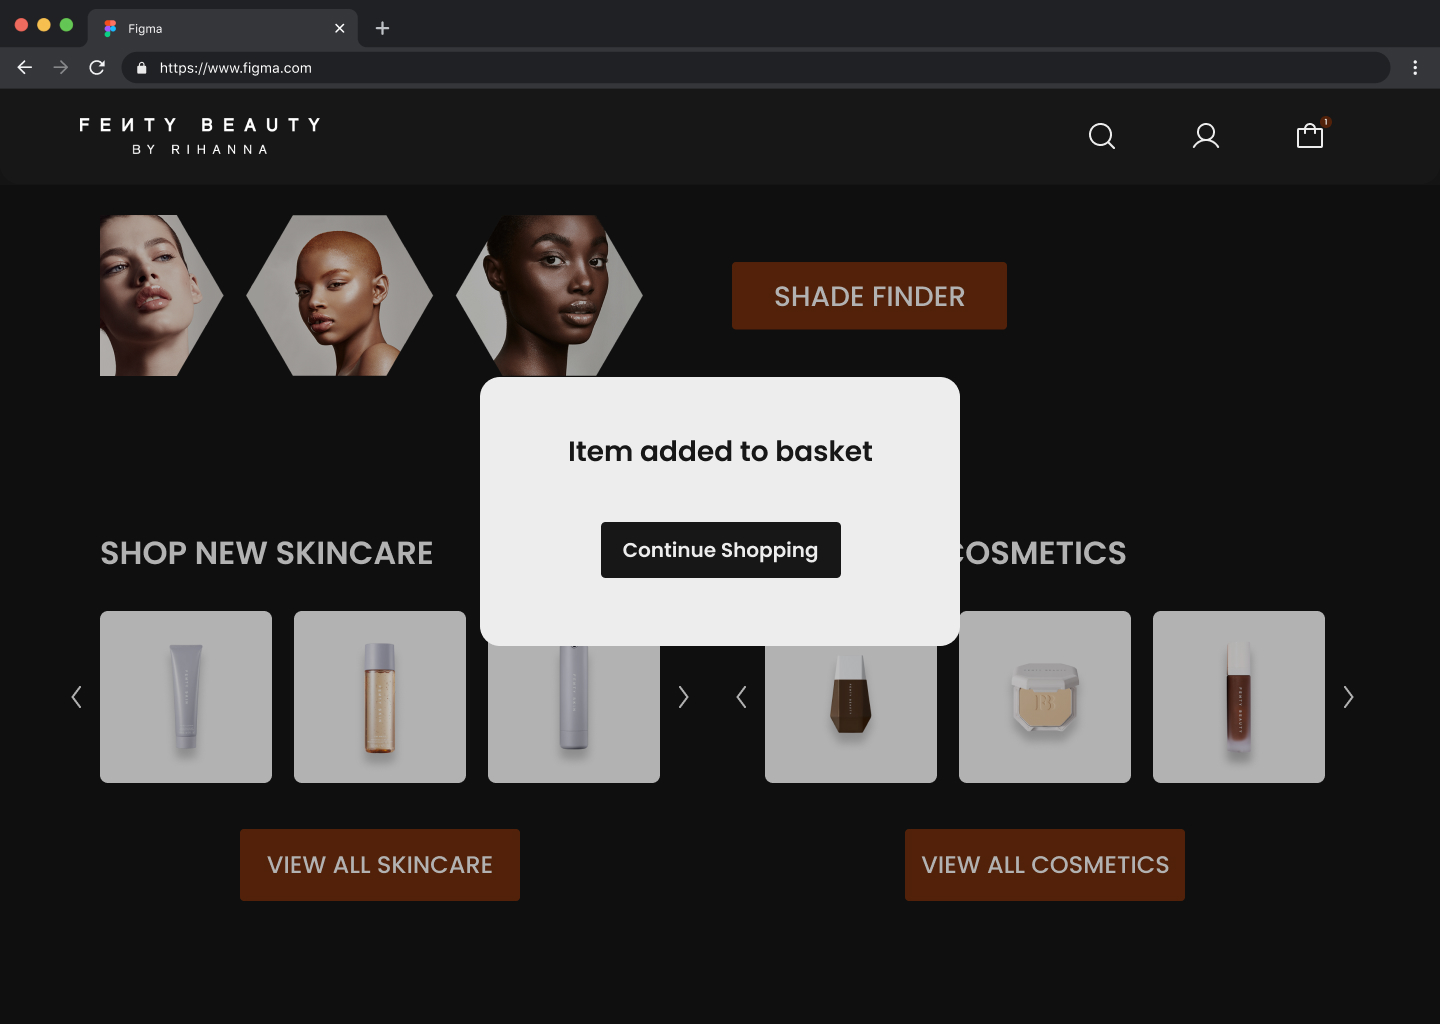 Figma
https://www.figma.com
FENTY BEAUTY
BY RIHANNA
1
SHADE FINDER
Item added to basket
Continue Shopping
SHOP NEW SKINCARE
COSMETICS
VIEW ALL SKINCARE
VIEW ALL COSMETICS